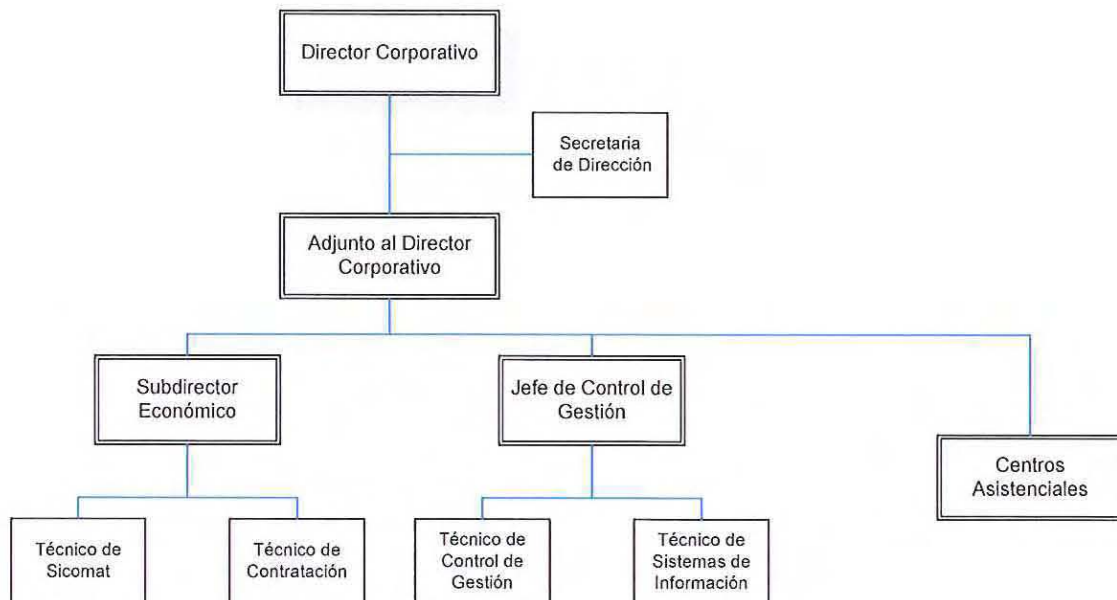 Director Corporativo
Secretaria
de Dirección
Adjunto al Director
Corporativo
Subdirector
Económico
Jefe de Control de
Gestión
Centros
Asistenciales
Técnico de
Sicomat
Técnico de
Contratación
Técnico de
Control de
Gestión
Técnico de
Sistemas de
Información